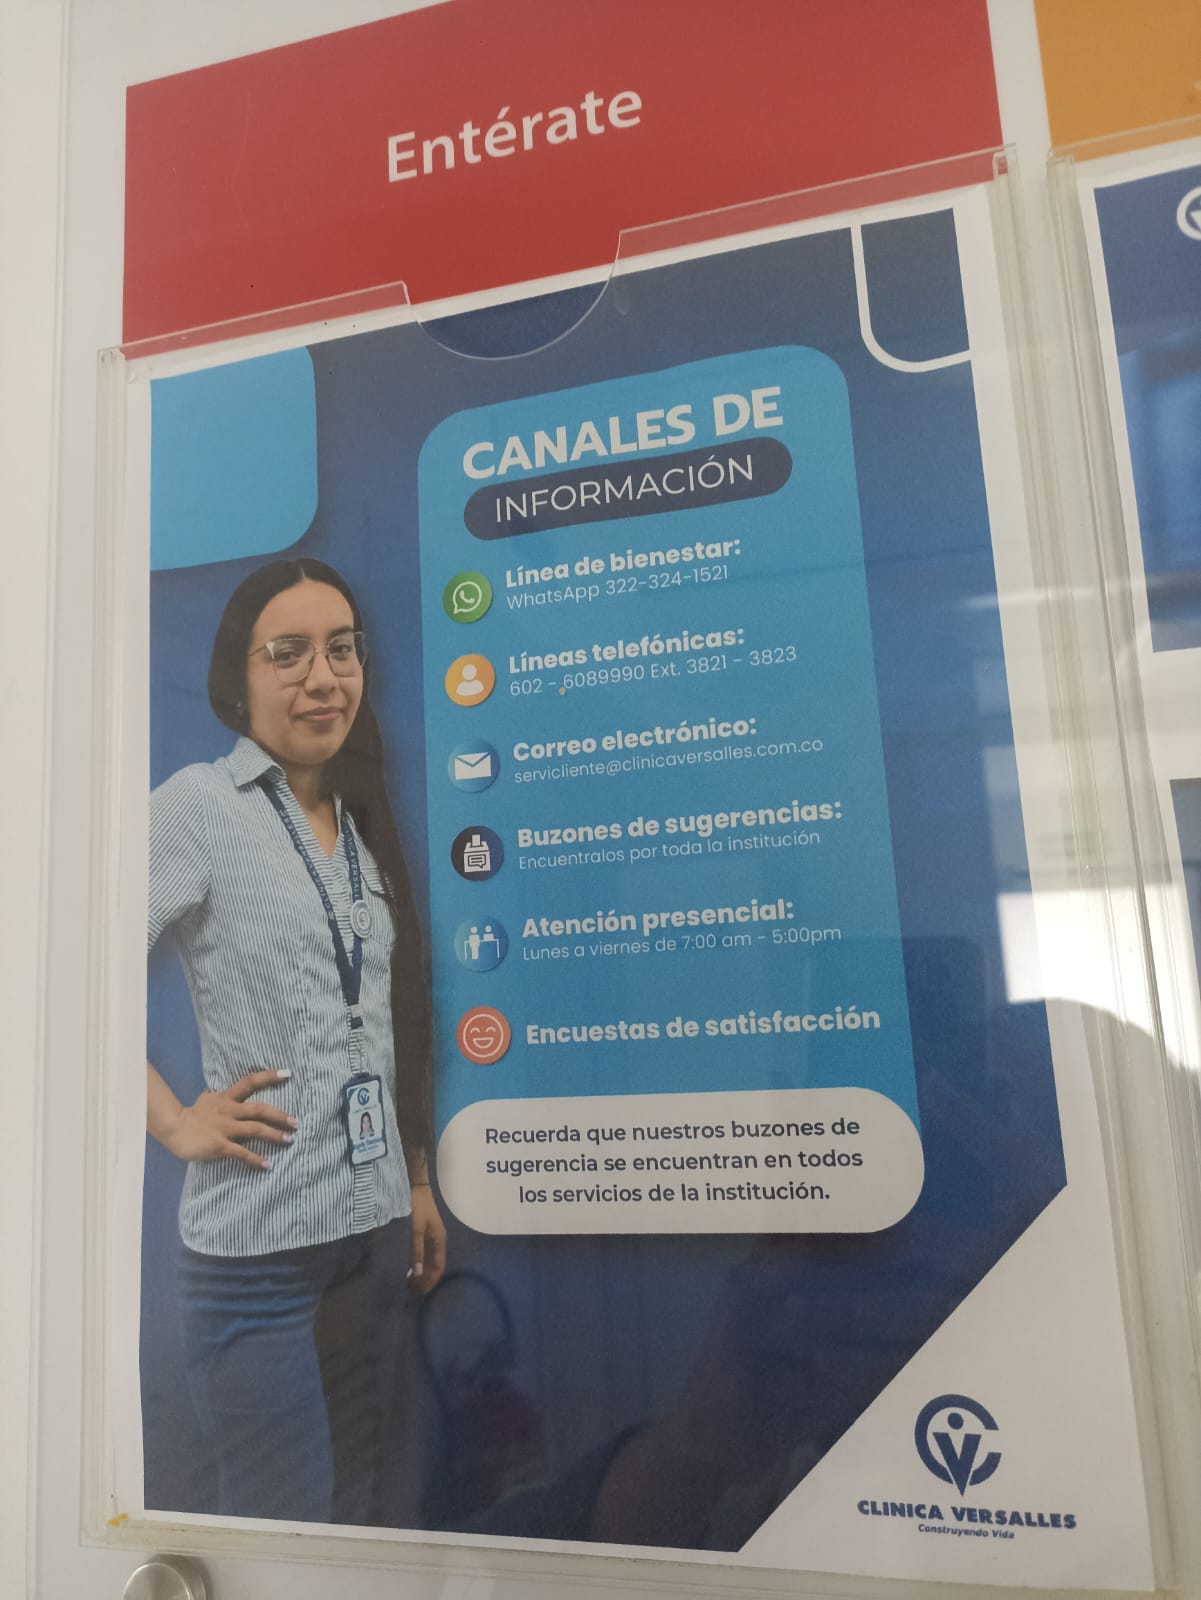 Entérate
CANALES DE
INFORMACIÓN
Línea de bienestar:
WhatsApp 322-324-1521
Líneas telefónicas:
602 - 6089990 Ext. 3821 - 3823
Correo electrónico:
servicliente@clinicaversalles.com.co
Buzones de sugerencias:
Encuentralos por toda la institución
Atención presencial:
Lunes a viernes de 7:00 am - 5:00pm
Encuestas de satisfacción
Recuerda que nuestros buzones de
sugerencia se encuentran en todos
los servicios de la institución.
CLINICA VERSALLES
Construyendo Vida